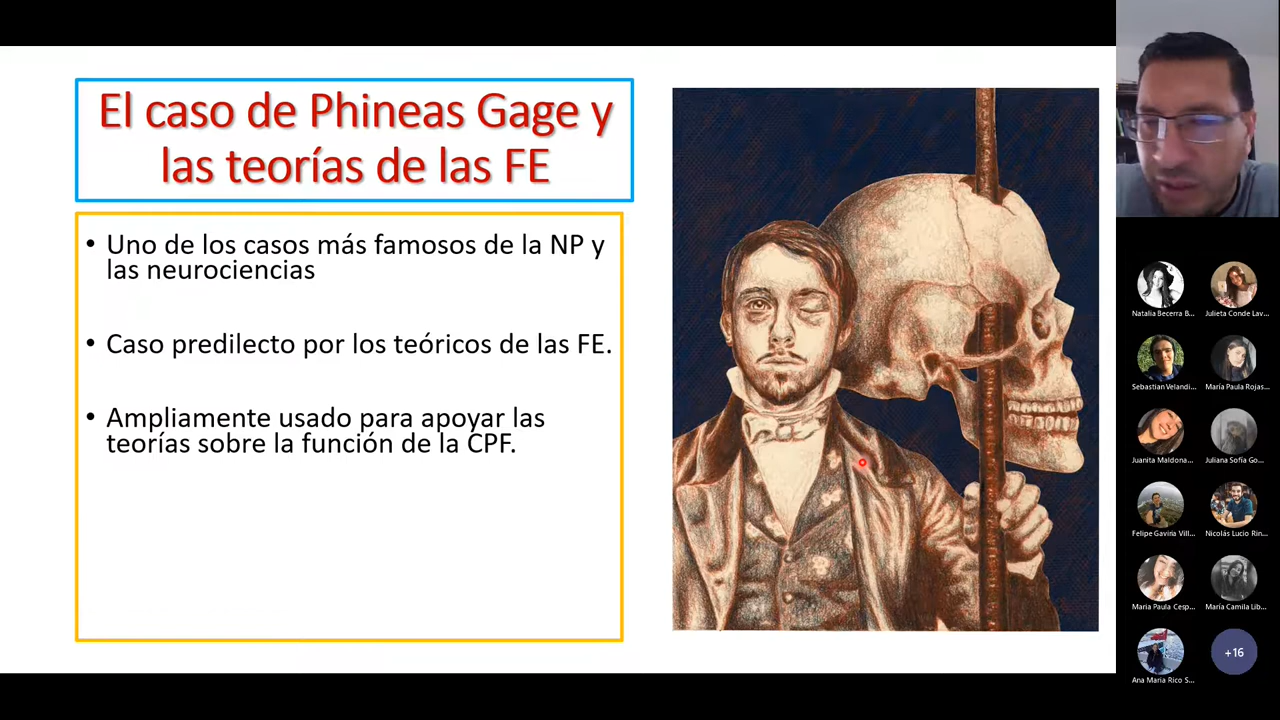 El caso de Phineas Gage y
las teorías de las FE
• Uno de los casos más famosos de la NP y
las neurociencias
• Caso predilecto por los teóricos de las FE.
• Ampliamente usado para apoyar las
teorías sobre la función de la CPF.
Natalia Becerra B...
Julieta Conde Lav...
Sebastian Velandi...
María Paula Rojas...
Juanita Maldona...
Juliana Sofía Go...
Felipe Gaviria Vill...
Nicolás Lucio Rin...
Maria Paula Cesp...
María Camila Lib...
Ana Maria Rico S...
+16